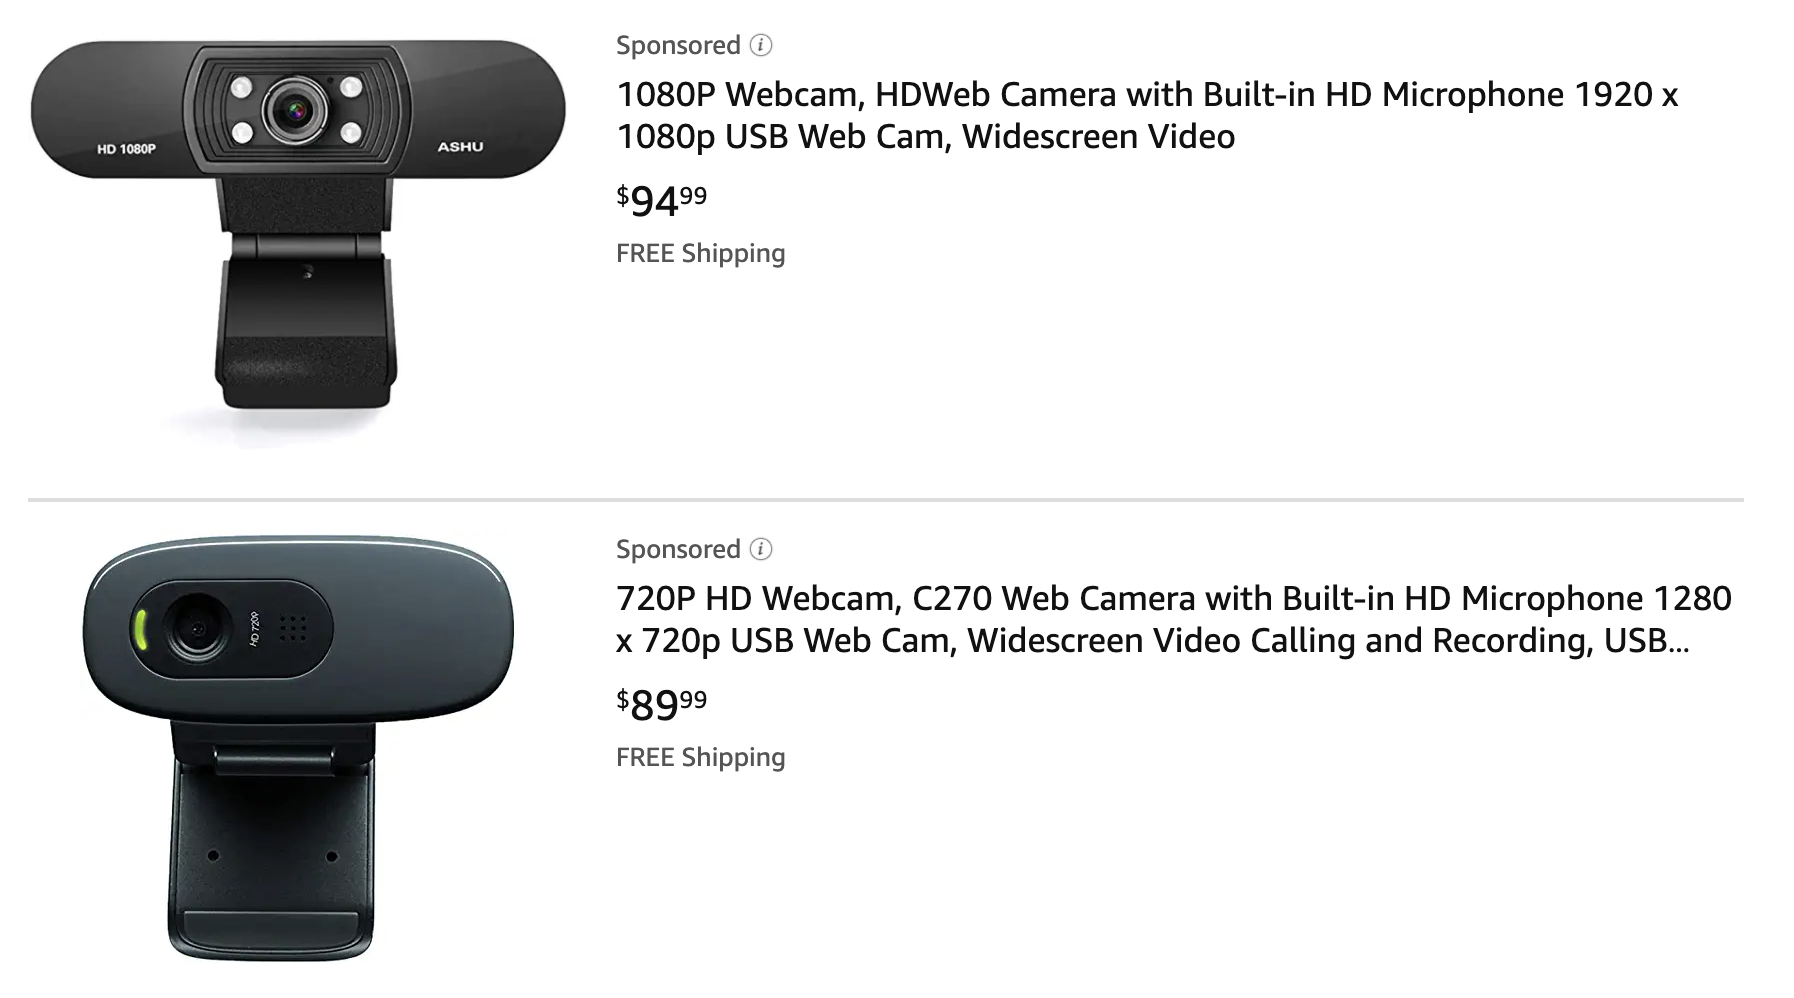 Sponsored
1080P Webcam, HDWeb Camera with Built-in HD Microphone 1920 x
1080p USB Web Cam, Widescreen Video
$94.99
FREE Shipping
HD 1080P
ASHU
Sponsored
720P HD Webcam, C270 Web Camera with Built-in HD Microphone 1280
x 720p USB Web Cam, Widescreen Video Calling and Recording, USB...
$89.99
FREE Shipping
HD 720P